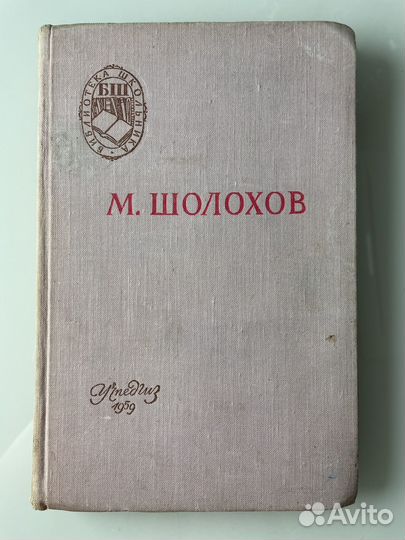 БИБЛИОТЕКА ШКОЛЬНИКА
БШ
М. ШОЛОХОВ
Учпедгиз
1959
Avito